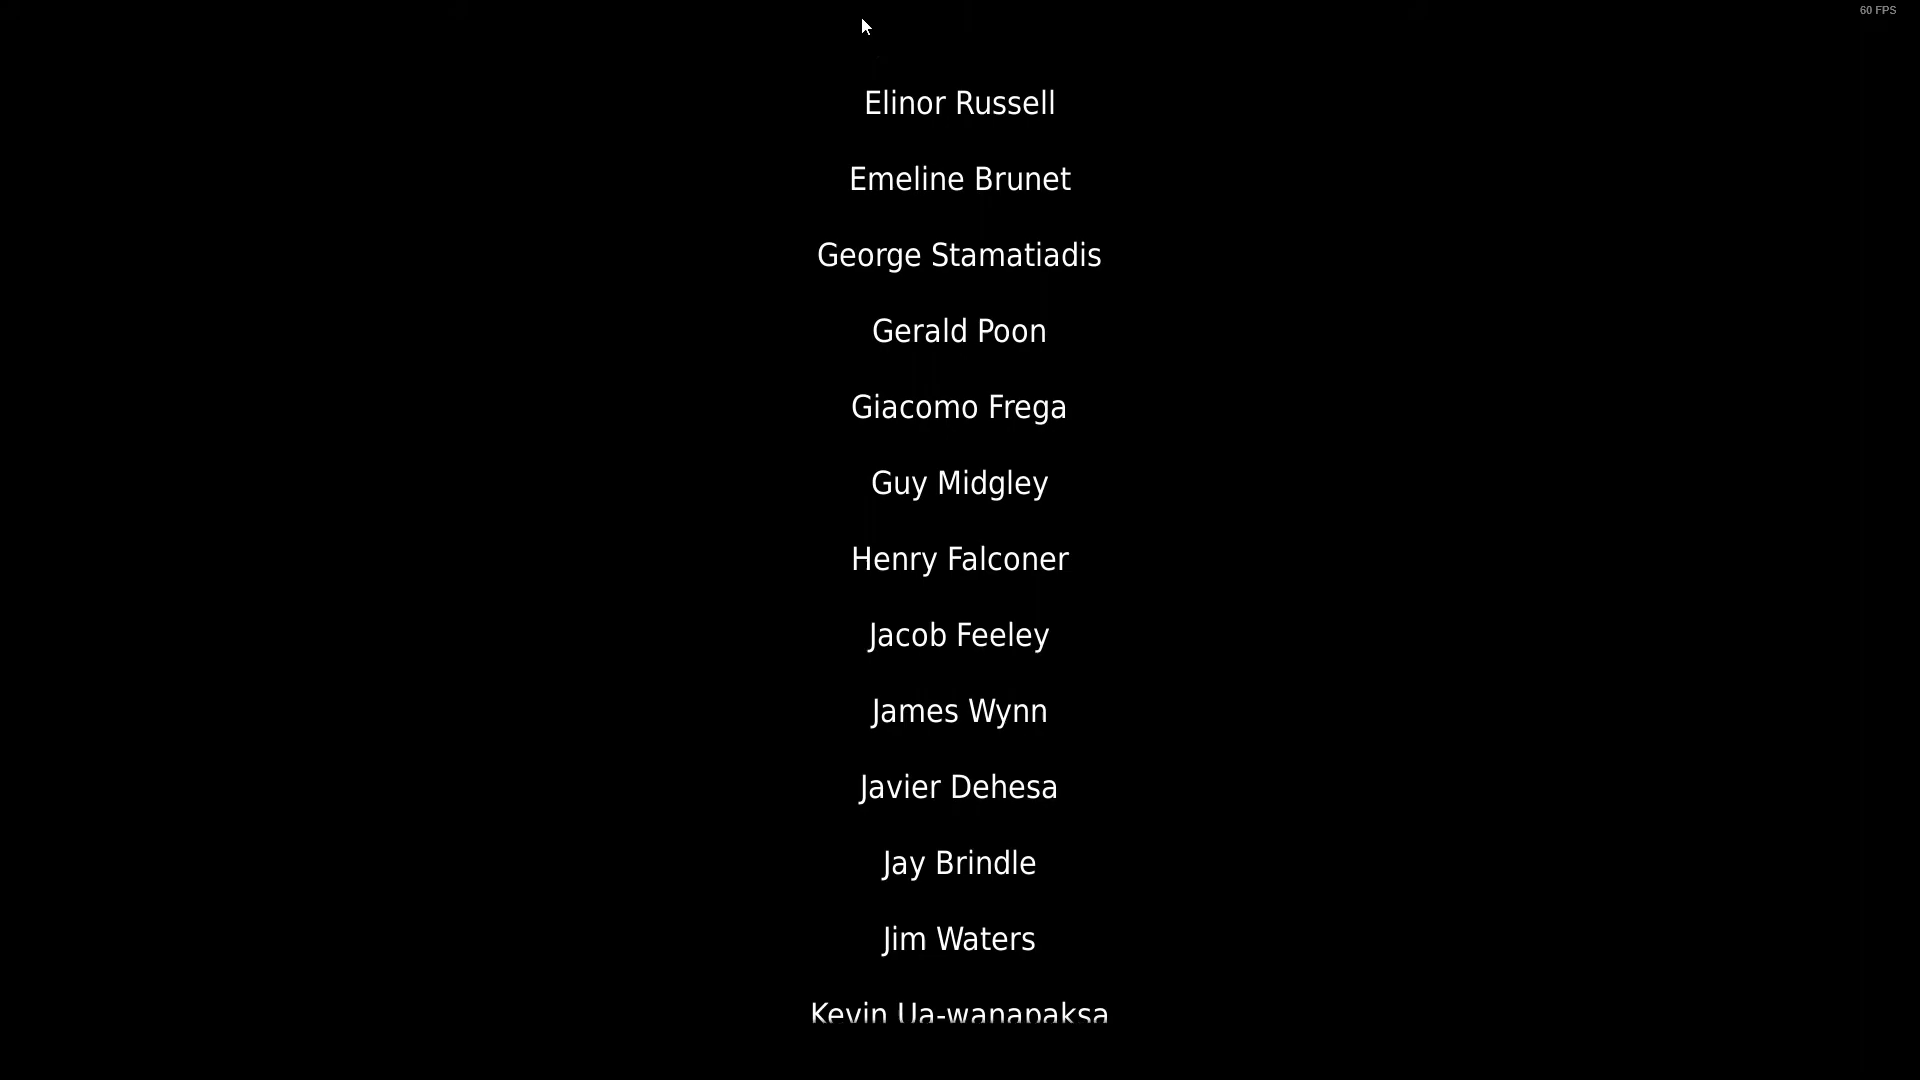 60 FPS
Elinor Russell
Emeline Brunet
George Stamatiadis
Gerald Poon
Giacomo Frega
Guy Midgley
Henry Falconer
Jacob Feeley
James Wynn
Javier Dehesa
Jay Brindle
Jim Waters
Kevin Ua-wanapaksa